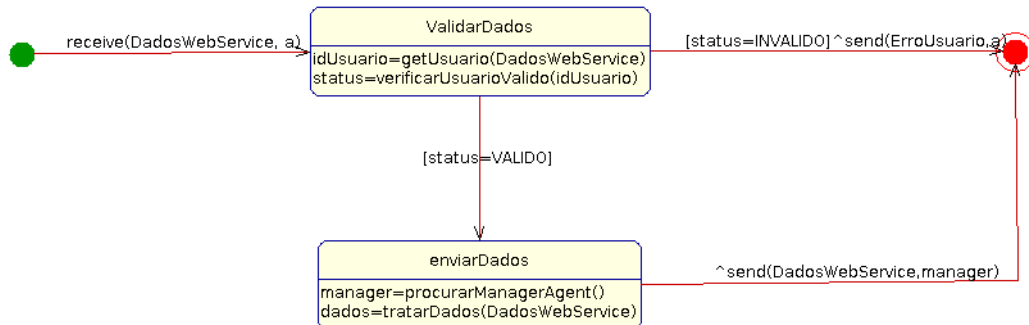 ValidarDados
receive(DadosWebService, a)
[status=INVALIDO]^send(ErroUsuario,a)
idUsuario=getUsuario(DadosWebService)
status=verificarUsuarioValido(idUsuario)
[status=VALIDO]
enviarDados
^send(DadosWebService,manager)
manager=procurarManagerAgent()
dados=tratarDados(DadosWebService)